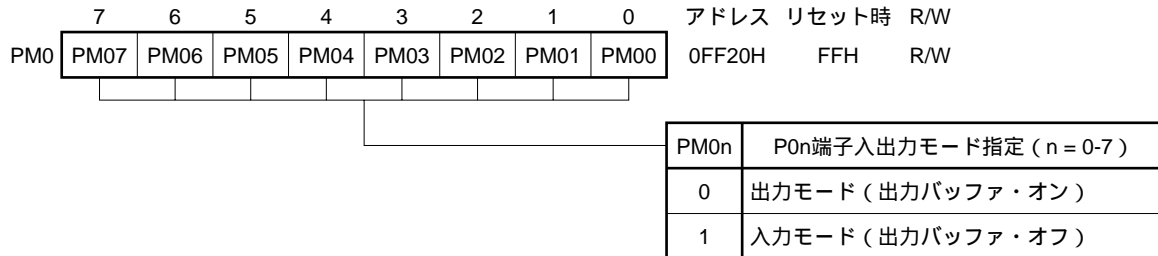 7 6 5 4 3 2 1 0 アドレス リセット時 R/W
PM0 PM07 PM06 PM05 PM04 PM03 PM02 PM01 PM00 0FF20H FFH R/W
PM0n P0n端子入出力モード指定（n = 0-7）
0 出力モード（出力バッファ・オン）
1 入力モード（出力バッファ・オフ）